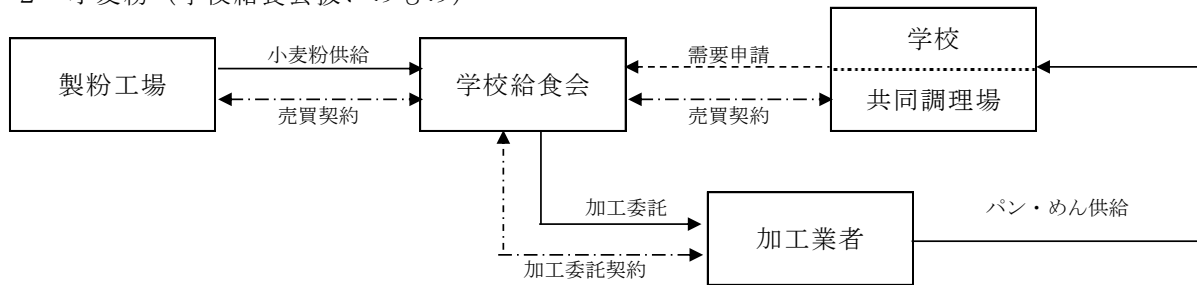 2 小麦粉（学校給食会扱いのもの）
学校
小麦粉供給
需要申請
製粉工場
学校給食会
共同調理場
売買契約
売買契約
加工委託
パン・めん供給
加工業者
加工委託契約